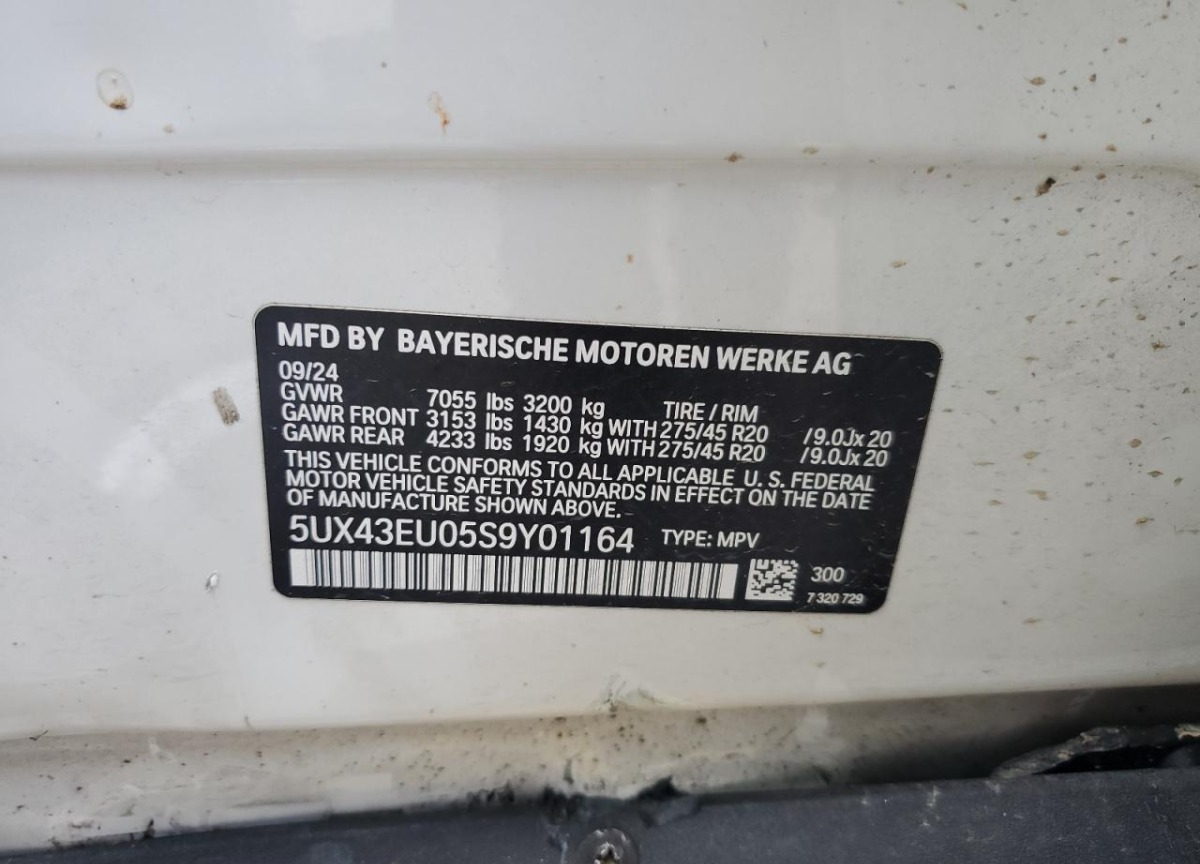 MFD BY BAYERISCHE MOTOREN WERKE AG
09/24
GVWR 7055 lbs 3200 kg TIRE / RIM
GAWR FRONT 3153 lbs 1430 kg WITH 275/45 R20 /9.0Jx 20
GAWR REAR 4233 lbs 1920 kg WITH 275/45 R20 /9.0Jx 20
THIS VEHICLE CONFORMS TO ALL APPLICABLE U. S. FEDERAL
MOTOR VEHICLE SAFETY STANDARDS IN EFFECT ON THE DATE
OF MANUFACTURE SHOWN ABOVE.
5UX43EU05S9Y01164 TYPE: MPV
300
7 320 729